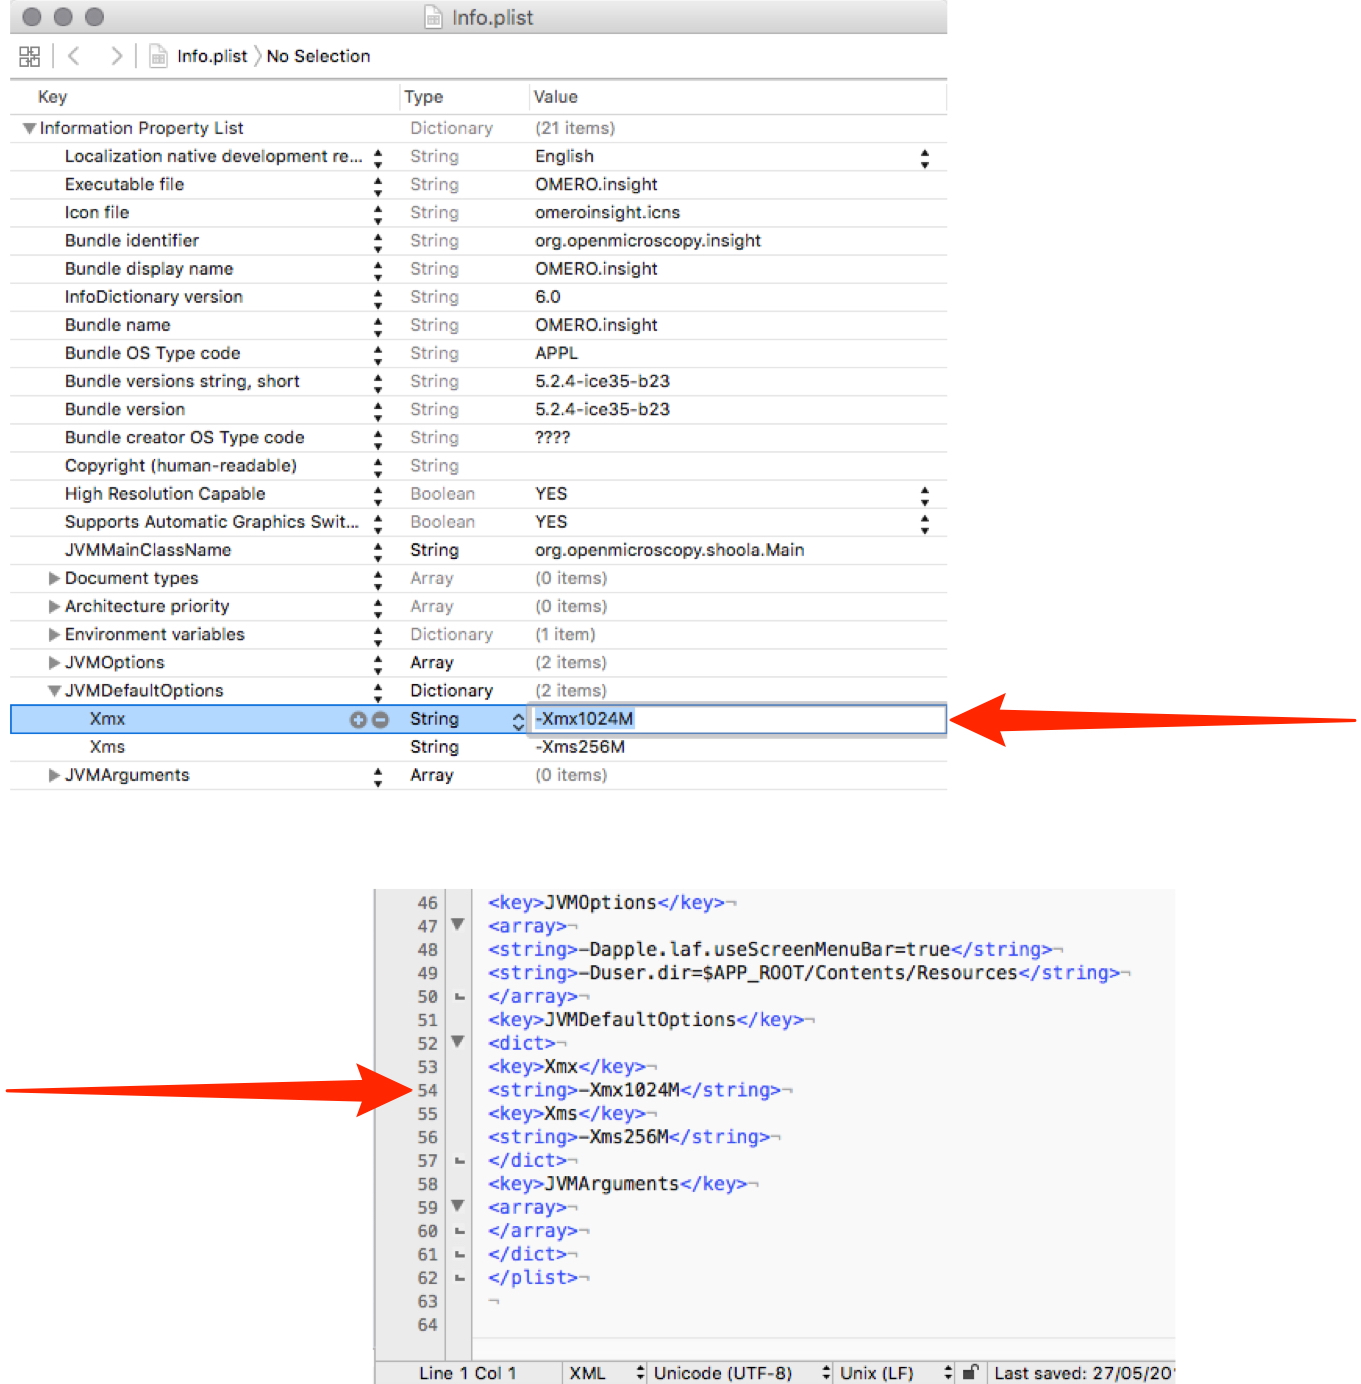 Info.plist
Info.plist No Selection
Key Type Value
Information Property List Dictionary (21 items)
Localization native development re... String English
Executable file String OMERO.insight
Icon file String omeroinsight.icns
Bundle identifier String org.openmicroscopy.insight
Bundle display name String OMERO.insight
InfoDictionary version String 6.0
Bundle name String OMERO.insight
Bundle OS Type code String APPL
Bundle versions string, short String 5.2.4-ice35-b23
Bundle version String 5.2.4-ice35-b23
Bundle creator OS Type code String ????
Copyright (human-readable) String
High Resolution Capable Boolean YES
Supports Automatic Graphics Swit... Boolean YES
JVMMainClassName String org.openmicroscopy.shoola.Main
Document types Array (0 items)
Architecture priority Array (0 items)
Environment variables Dictionary (1 item)
JVMOptions Array (2 items)
JVMDefaultOptions Dictionary (2 items)
Xmx String -Xmx1024M
Xms String -Xms256M
JVMArguments Array (0 items)
46 <key>JVMOptions</key>¬
47 <array>¬
48 <string>-Dapple.laf.useScreenMenuBar=true</string>¬
49 <string>-Duser.dir=$APP_ROOT/Contents/Resources</string>¬
50 </array>¬
51 <key>JVMDefaultOptions</key>¬
52 <dict>¬
53 <key>Xmx</key>¬
54 <string>-Xmx1024M</string>¬
55 <key>Xms</key>¬
56 <string>-Xms256M</string>¬
57 </dict>¬
58 <key>JVMArguments</key>¬
59 <array>¬
60 </array>¬
61 </dict>¬
62 </plist>¬
63 ¬
64
Line 1 Col 1 XML Unicode (UTF-8) Unix (LF) Last saved: 27/05/20